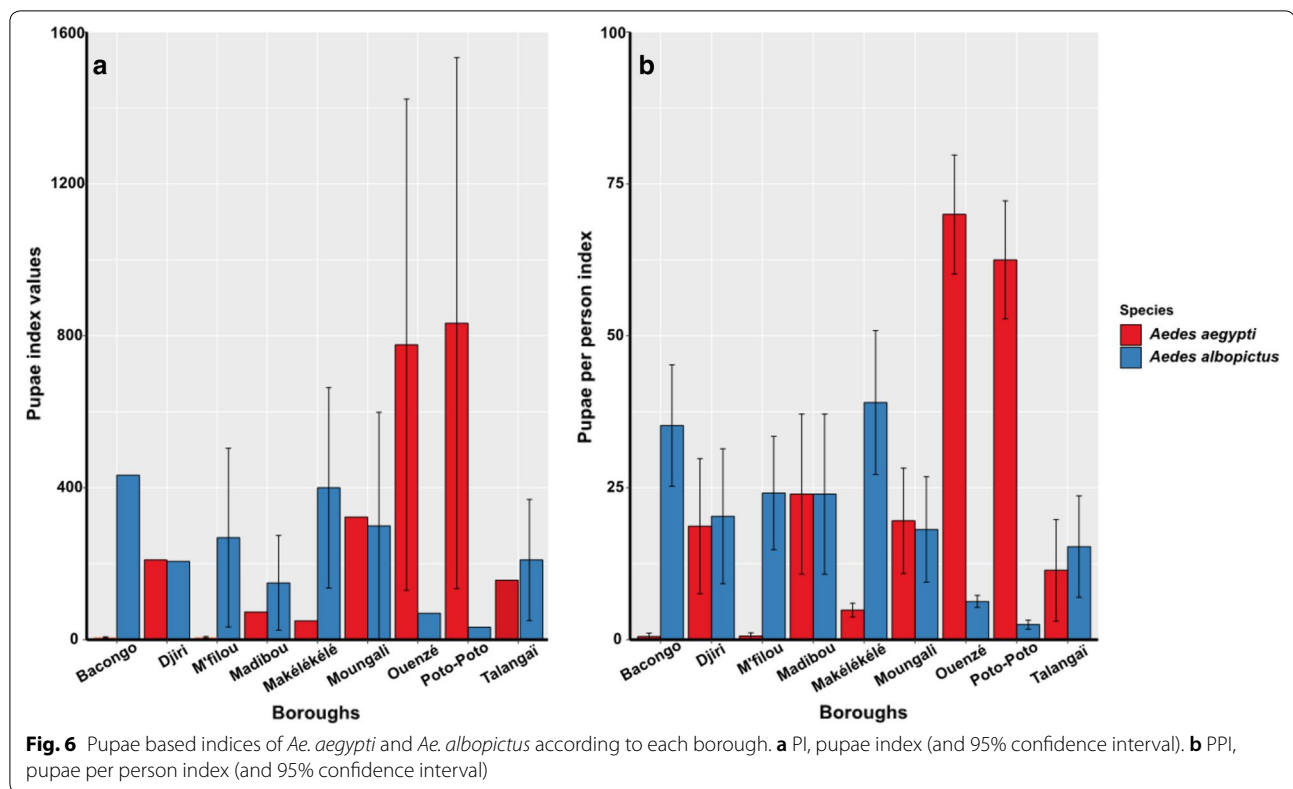 a
Pupae index values
1600
1200
800
400
0
Bacongo
Djiri
M'filou
Madibou
Makélékélé
Moungali
Ouenzé
Poto-Poto
Talangaï
Boroughs
b
Pupae per person index
100
75
50
25
0
Bacongo
Djiri
M'filou
Madibou
Makélékélé
Moungali
Ouenzé
Poto-Poto
Talangaï
Boroughs
Species
Aedes aegypti
Aedes albopictus
Fig. 6 Pupae based indices of Ae. aegypti and Ae. albopictus according to each borough. a PI, pupae index (and 95% confidence interval). b PPI,
pupae per person index (and 95% confidence interval)